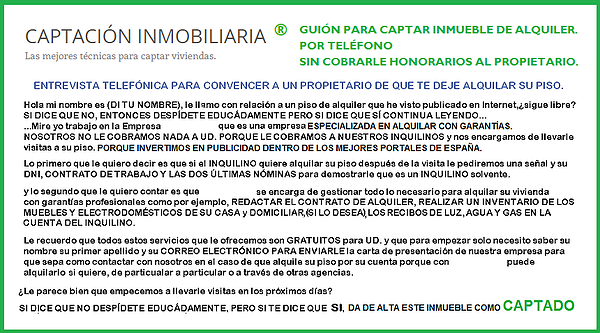 CAPTACIÓN INMOBILIARIA ®
Las mejores técnicas para captar viviendas.
GUIÓN PARA CAPTAR INMUEBLE DE ALQUILER.
POR TELÉFONO
SIN COBRARLE HONORARIOS AL PROPIETARIO.
ENTREVISTA TELEFÓNICA PARA CONVENCER A UN PROPIETARIO DE QUE TE DEJE ALQUILAR SU PISO.
Hola mi nombre es (DI TU NOMBRE), le llamo con relación a un piso de alquiler que he visto publicado en Internet,¿sigue libre?
SI DICE QUE NO, ENTONCES DESPÍDETE EDUCÁDAMENTE PERO SI DICE QUE SÍ CONTINUA LEYENDO...
...Mire yo trabajo en la Empresa que es una empresa ESPECIALIZADA EN ALQUILAR CON GARANTÍAS.
NOSOTROS NO LE COBRAMOS NADA A UD. PORQUE LE COBRAMOS A NUESTROS INQUILINOS y nos encargamos de llevarle
visitas a su piso. PORQUE INVERTIMOS EN PUBLICIDAD DENTRO DE LOS MEJORES PORTALES DE ESPAÑA.
Lo primero que le quiero decir es que si el INQUILINO quiere alquilar su piso después de la visita le pediremos una señal y su
DNI, CONTRATO DE TRABAJO Y LAS DOS ÚLTIMAS NÓMINAS para demostrarle que es un INQUILINO solvente.
y lo segundo que le quiero contar es que se encarga de gestionar todo lo necesario para alquilar su vivienda
con garantías profesionales como por ejemplo, REDACTAR EL CONTRATO DE ALQUILER, REALIZAR UN INVENTARIO DE LOS
MUEBLES Y ELECTRODOMÉSTICOS DE SU CASA y DOMICILIAR,(SI LO DESEA),LOS RECIBOS DE LUZ,AGUA Y GAS EN LA
CUENTA DEL INQUILINO.
Le recuerdo que todos estos servicios que le ofrecemos son GRATUITOS para UD. y que para empezar solo necesito saber su
nombre su primer apellido y su CORREO ELECTRÓNICO PARA ENVIARLE la carta de presentación de nuestra empresa para
que sepa como contactar con nosotros en el caso de que alquile su piso por su cuenta porque con puede
alquilarlo si quiere, de particualar a particular o a través de otras agencias.
¿Le parece bien que empecemos a llevarle visitas en los próximos días?
SI DICE QUE NO DESPÍDETE EDUCÁDAMENTE, PERO SI TE DICE QUE SI, DA DE ALTA ESTE INMUEBLE COMO CAPTADO